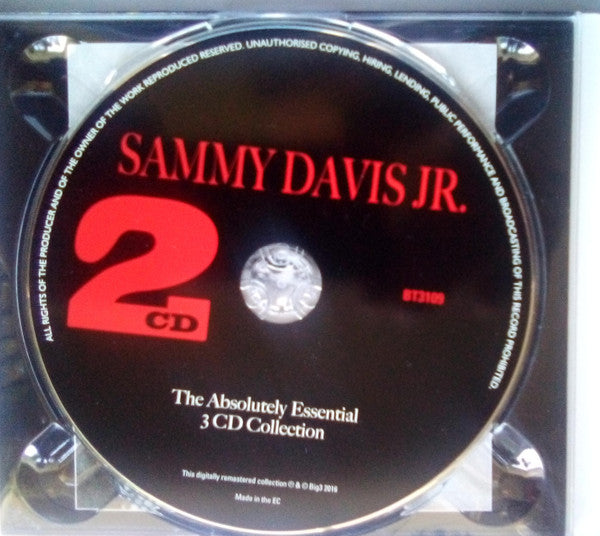 ALL RIGHTS OF THE PRODUCER AND OF THE OWNER OF THE WORK REPRODUCED RESERVED. UNAUTHORISED COPYING, HIRING, LENDING, PUBLIC PERFORMANCE AND BROADCASTING OF THIS RECORD PROHIBITED.
SAMMY DAVIS JR.
2
CD
BT3109
The Absolutely Essential
3 CD Collection
This digitally remastered collection ℗ & © Big3 2016
Made in the EC